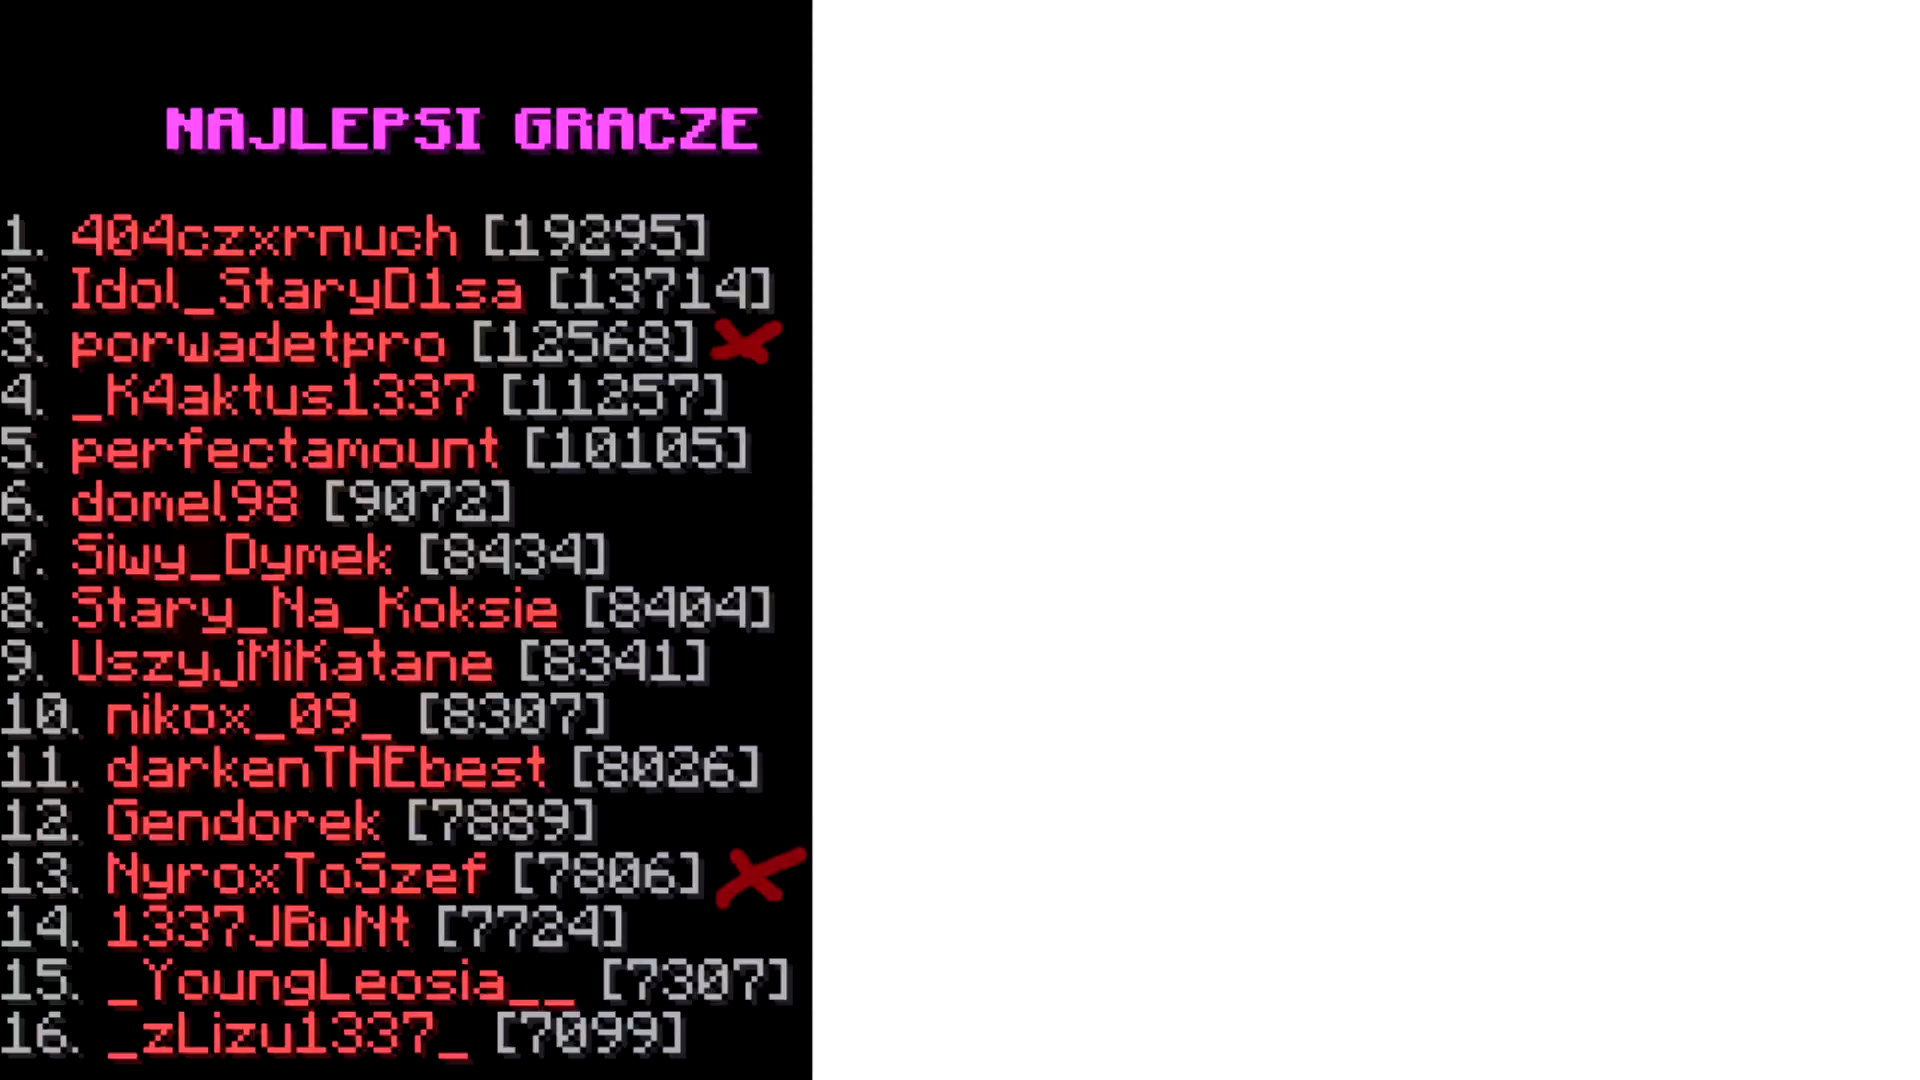 NAJLEPSI GRACZE
1. 404czxrnuch [19295]
2. Idol_StaryD1sa [13714]
3. porwadetpro [12568]
4. _K4aktus1337 [11257]
5. perfectamount [10105]
6. domel98 [9072]
7. Siwy_Dymek [8434]
8. Stary_Na_Koksie [8404]
9. UszyjMiKatane [8341]
10. nikox_09_ [8307]
11. darkenTHEbest [8026]
12. Gendorek [7889]
13. NyroxToSzef [7806]
14. 1337JBuNt [7724]
15. _YoungLeosia__ [7307]
16. _zLizu1337_ [7099]